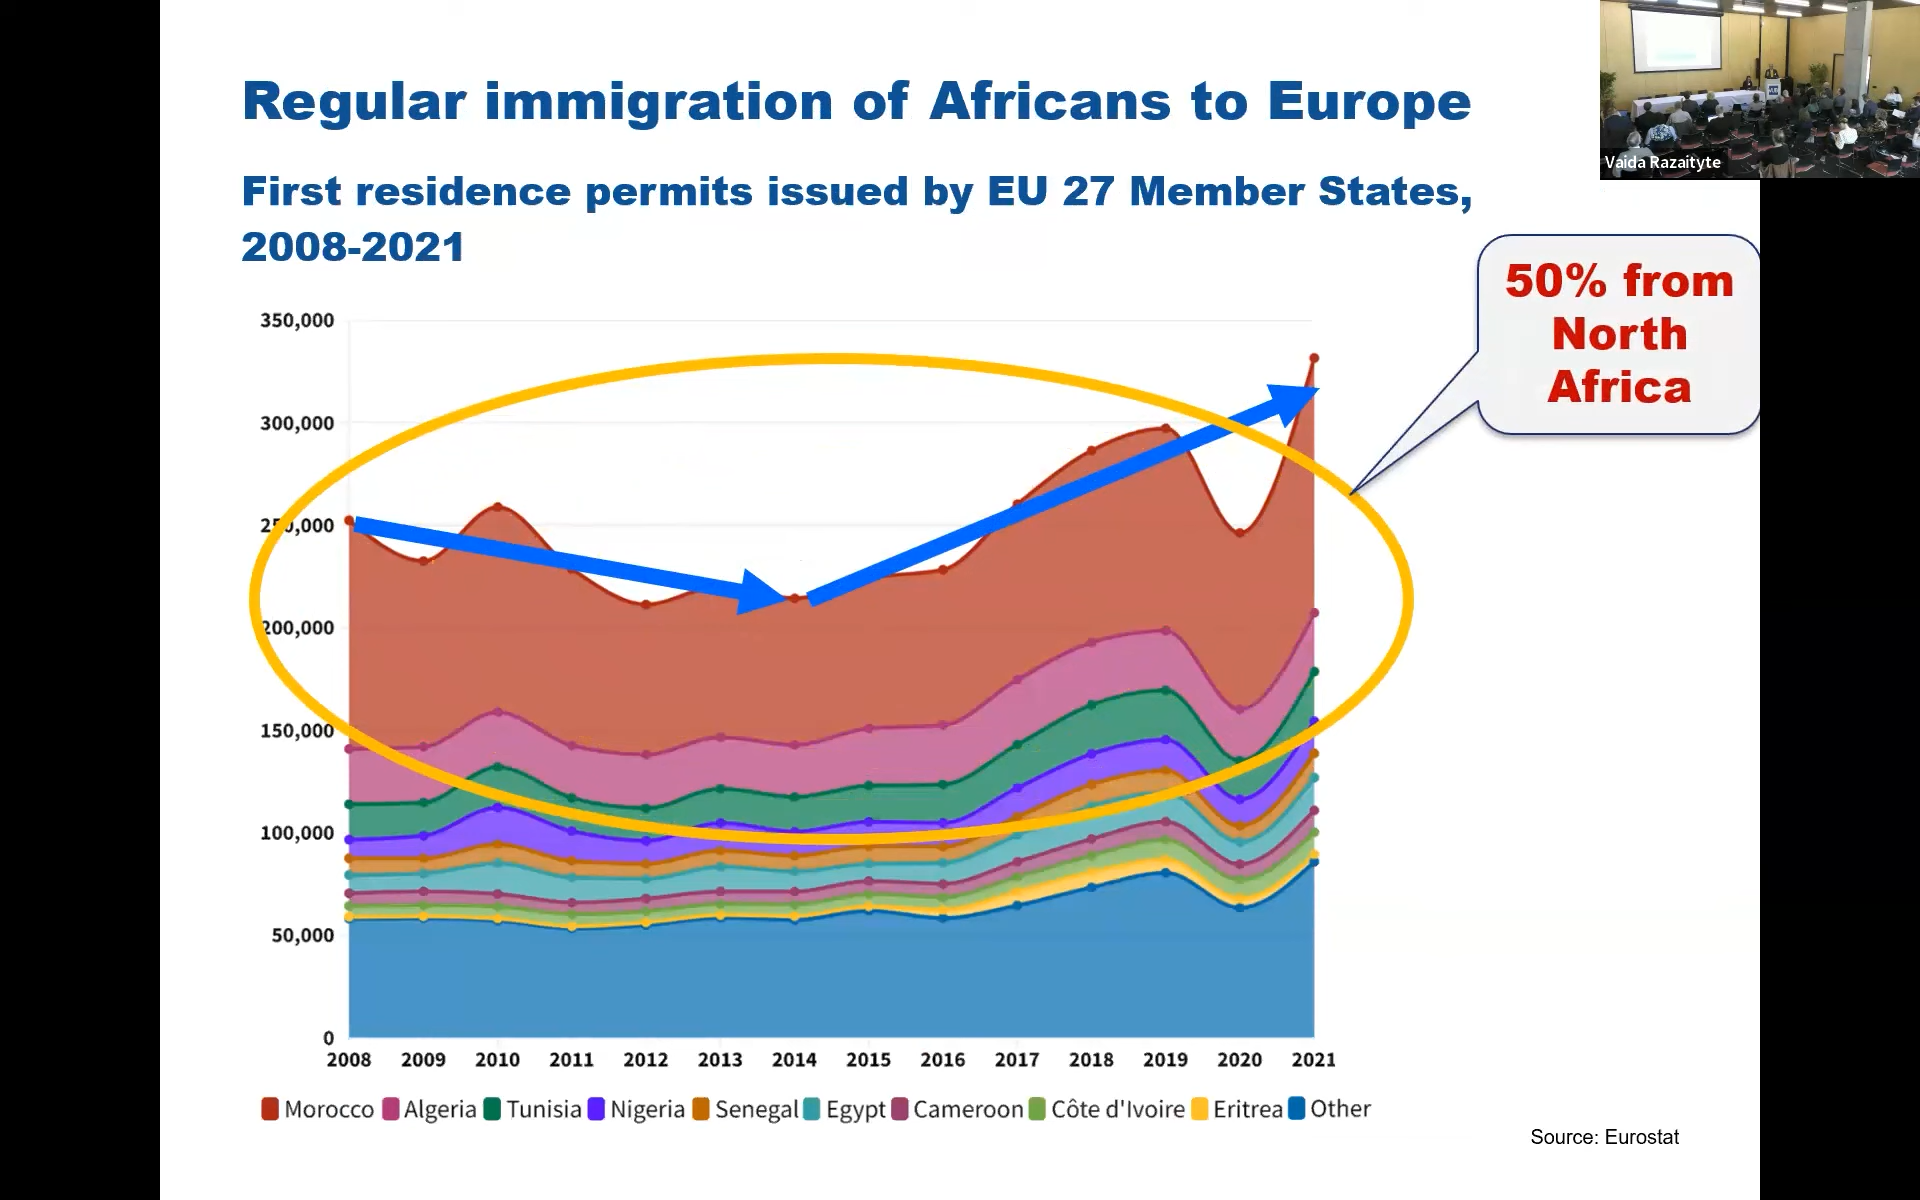 Regular immigration of Africans to Europe
Vaida Razaityte
First residence permits issued by EU 27 Member States,
2008-2021
50% from
North
Africa
350,000
300,000
250,000
200,000
150,000
100,000
50,000
0
2008 2009 2010 2011 2012 2013 2014 2015 2016 2017 2018 2019 2020 2021
Morocco Algeria Tunisia Nigeria Senegal Egypt Cameroon Côte d'Ivoire Eritrea Other
Source: Eurostat